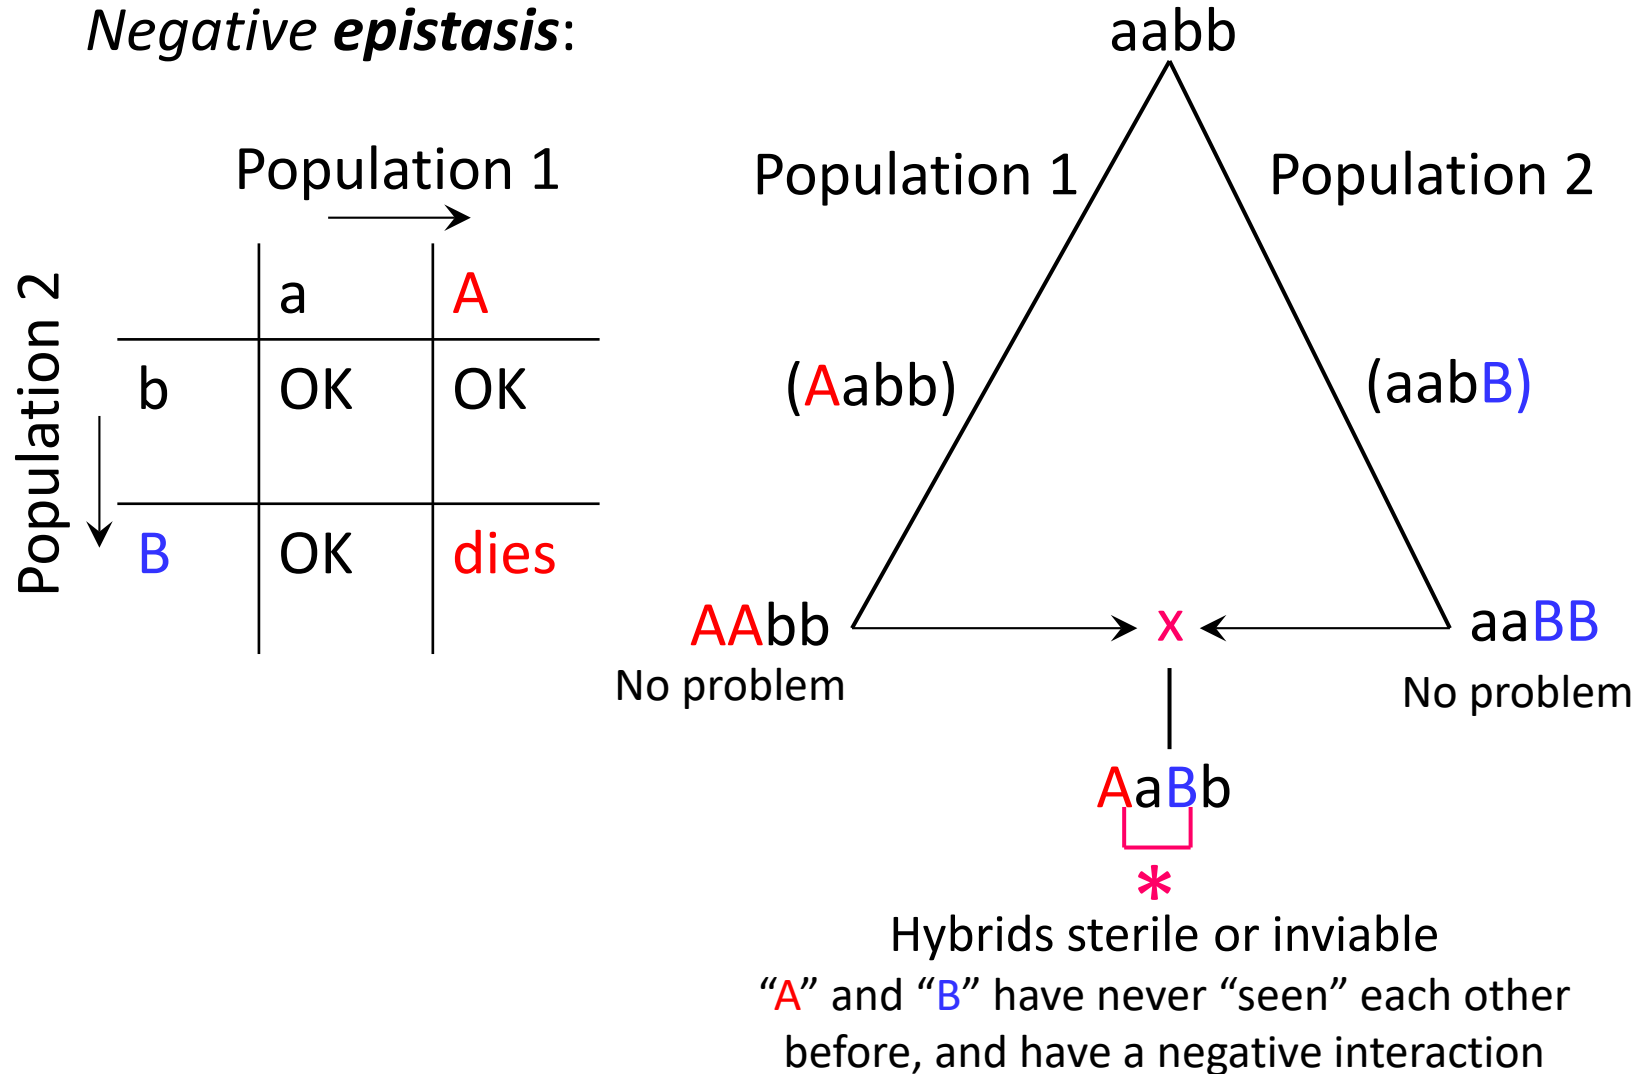 Negative epistasis:
Population 1
Population 2
a A
b OK OK
B OK dies
aabb
Population 1 Population 2
(Aabb) (aabB)
AAbb x aaBB
No problem No problem
AaBb
*
Hybrids sterile or inviable
“A” and “B” have never “seen” each other
before, and have a negative interaction